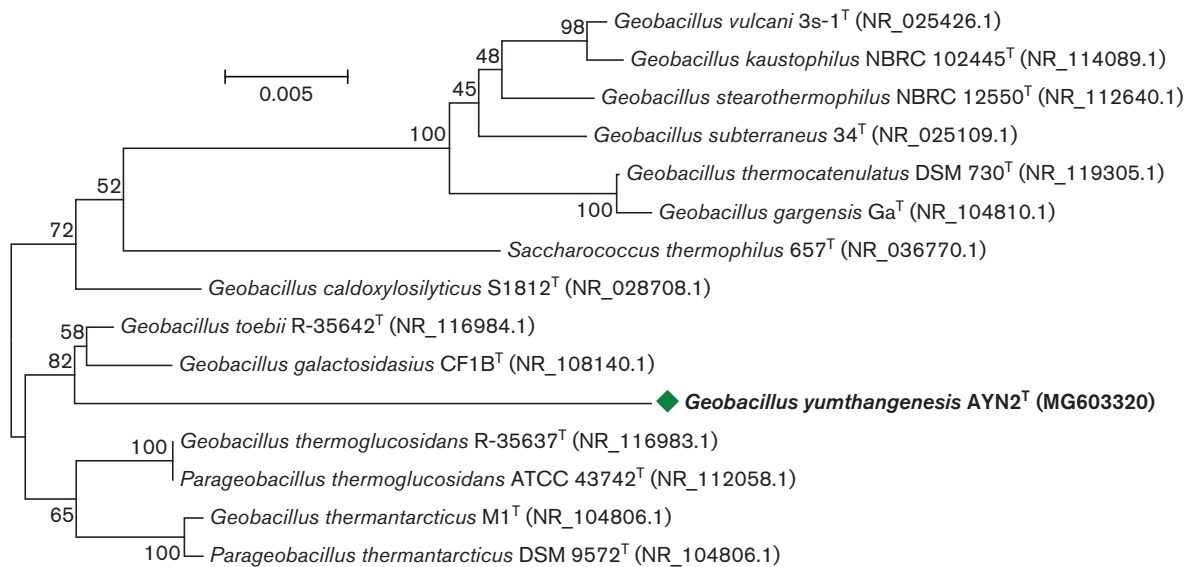 98 Geobacillus vulcani 3s-1ᵀ (NR_025426.1)
48 Geobacillus kaustophilus NBRC 102445ᵀ (NR_114089.1)
0.005
45 Geobacillus stearothermophilus NBRC 12550ᵀ (NR_112640.1)
100 Geobacillus subterraneus 34ᵀ (NR_025109.1)
Geobacillus thermocatenulatus DSM 730ᵀ (NR_119305.1)
52 100 Geobacillus gargensis Gaᵀ (NR_104810.1)
72 Saccharococcus thermophilus 657ᵀ (NR_036770.1)
Geobacillus caldoxylosilyticus S1812ᵀ (NR_028708.1)
58 Geobacillus toebii R-35642ᵀ (NR_116984.1)
82 Geobacillus galactosidasius CF1Bᵀ (NR_108140.1)
Geobacillus yumthangenesis AYN2ᵀ (MG603320)
100 Geobacillus thermoglucosidans R-35637ᵀ (NR_116983.1)
Parageobacillus thermoglucosidans ATCC 43742ᵀ (NR_112058.1)
65 Geobacillus thermantarcticus M1ᵀ (NR_104806.1)
100 Parageobacillus thermantarcticus DSM 9572ᵀ (NR_104806.1)